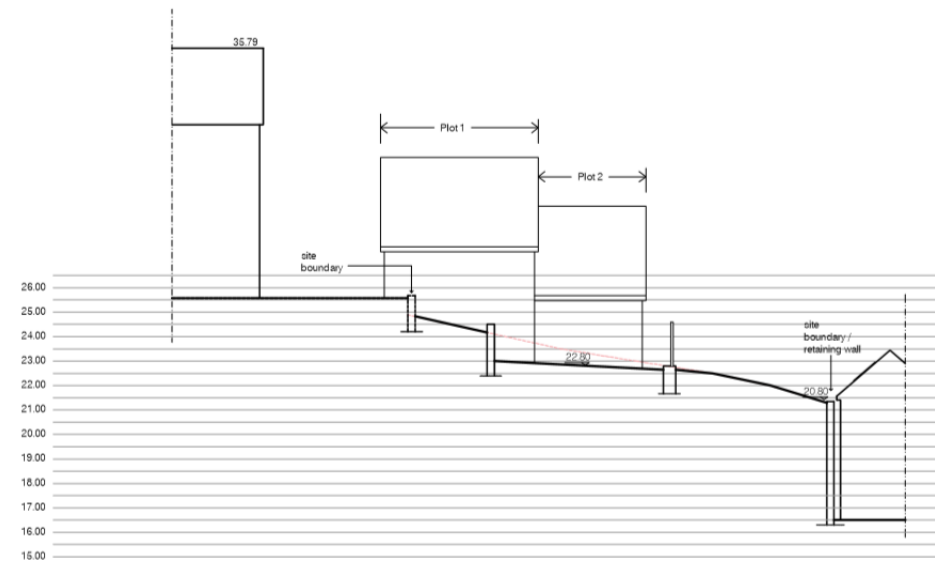 35.79
Plot 1
Plot 2
site
boundary
26.00
25.00
24.00
site
boundary /
retaining wall
23.00
22.80
22.00
20.80
21.00
20.00
19.00
18.00
17.00
16.00
15.00